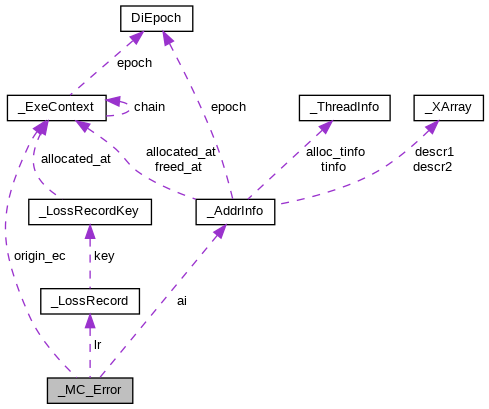 DiEpoch
epoch
_ExeContext
chain
epoch
_ThreadInfo
_XArray
allocated_at
allocated_at
freed_at
alloc_tinfo
tinfo
descr1
descr2
_LossRecordKey
_AddrInfo
origin_ec
key
_LossRecord
ai
lr
_MC_Error